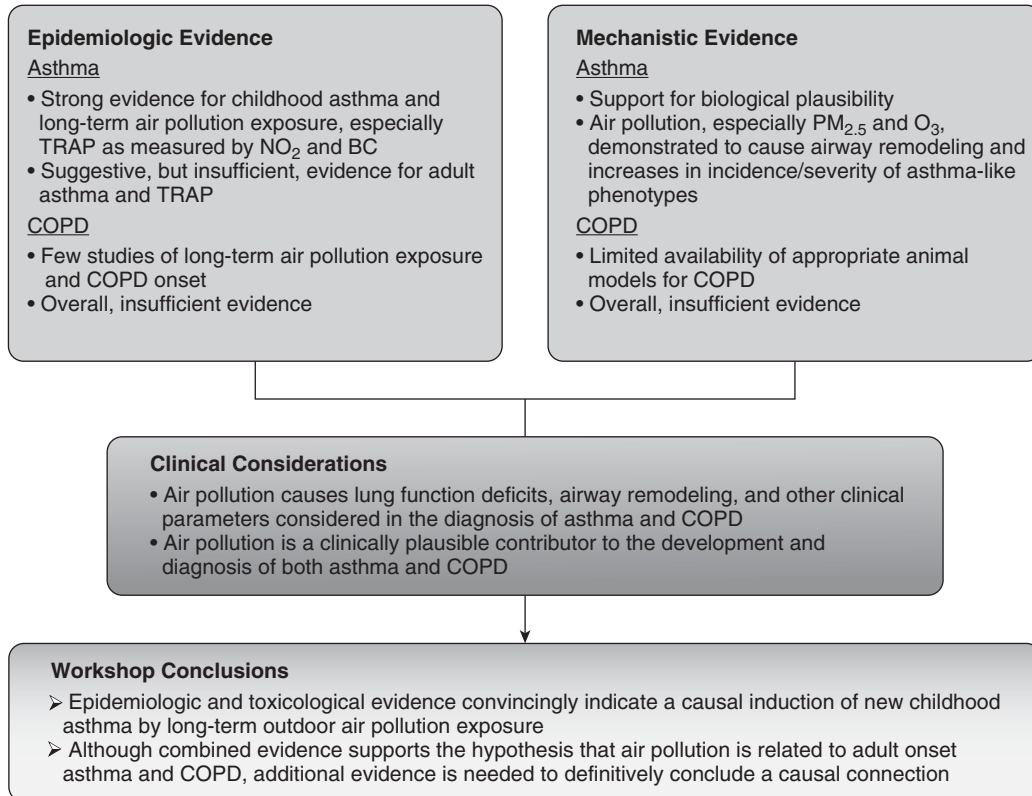 Epidemiologic Evidence
Asthma
• Strong evidence for childhood asthma and
long-term air pollution exposure, especially
TRAP as measured by NO₂ and BC
• Suggestive, but insufficient, evidence for adult
asthma and TRAP
COPD
• Few studies of long-term air pollution exposure
and COPD onset
• Overall, insufficient evidence
Mechanistic Evidence
Asthma
• Support for biological plausibility
• Air pollution, especially PM₂.₅ and O₃,
demonstrated to cause airway remodeling and
increases in incidence/severity of asthma-like
phenotypes
COPD
• Limited availability of appropriate animal
models for COPD
• Overall, insufficient evidence
Clinical Considerations
• Air pollution causes lung function deficits, airway remodeling, and other clinical
parameters considered in the diagnosis of asthma and COPD
• Air pollution is a clinically plausible contributor to the development and
diagnosis of both asthma and COPD
Workshop Conclusions
➢ Epidemiologic and toxicological evidence convincingly indicate a causal induction of new childhood
asthma by long-term outdoor air pollution exposure
➢ Although combined evidence supports the hypothesis that air pollution is related to adult onset
asthma and COPD, additional evidence is needed to definitively conclude a causal connection